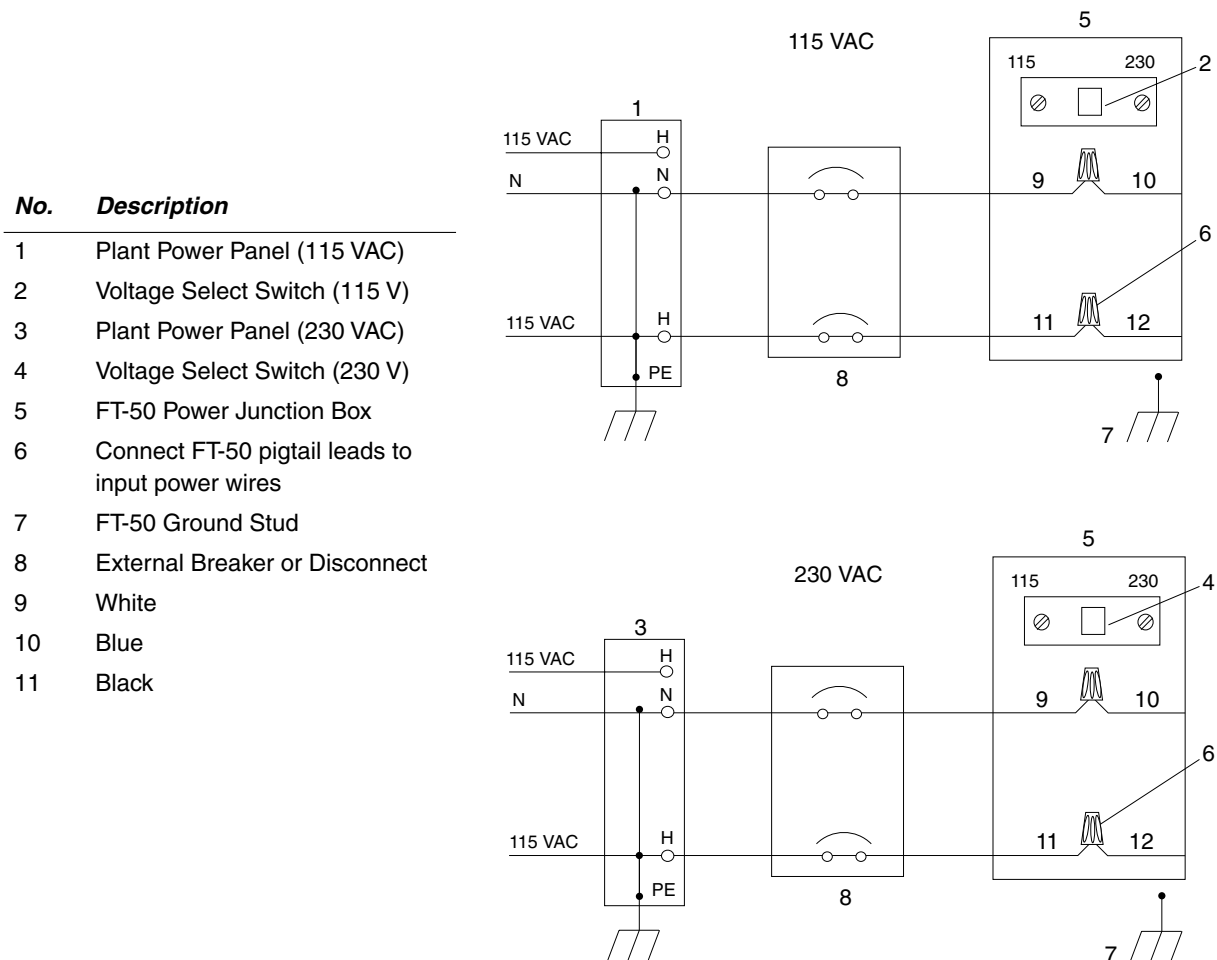 No. Description
1 Plant Power Panel (115 VAC)
2 Voltage Select Switch (115 V)
3 Plant Power Panel (230 VAC)
4 Voltage Select Switch (230 V)
5 FT-50 Power Junction Box
6 Connect FT-50 pigtail leads to
input power wires
7 FT-50 Ground Stud
8 External Breaker or Disconnect
9 White
10 Blue
11 Black
115 VAC
5
115 230
2
1
115 VAC H
N N
9 10
6
115 VAC H
11 12
PE
8
7
230 VAC
5
115 230
4
3
115 VAC H
N N
9 10
6
115 VAC H
11 12
PE
8
7